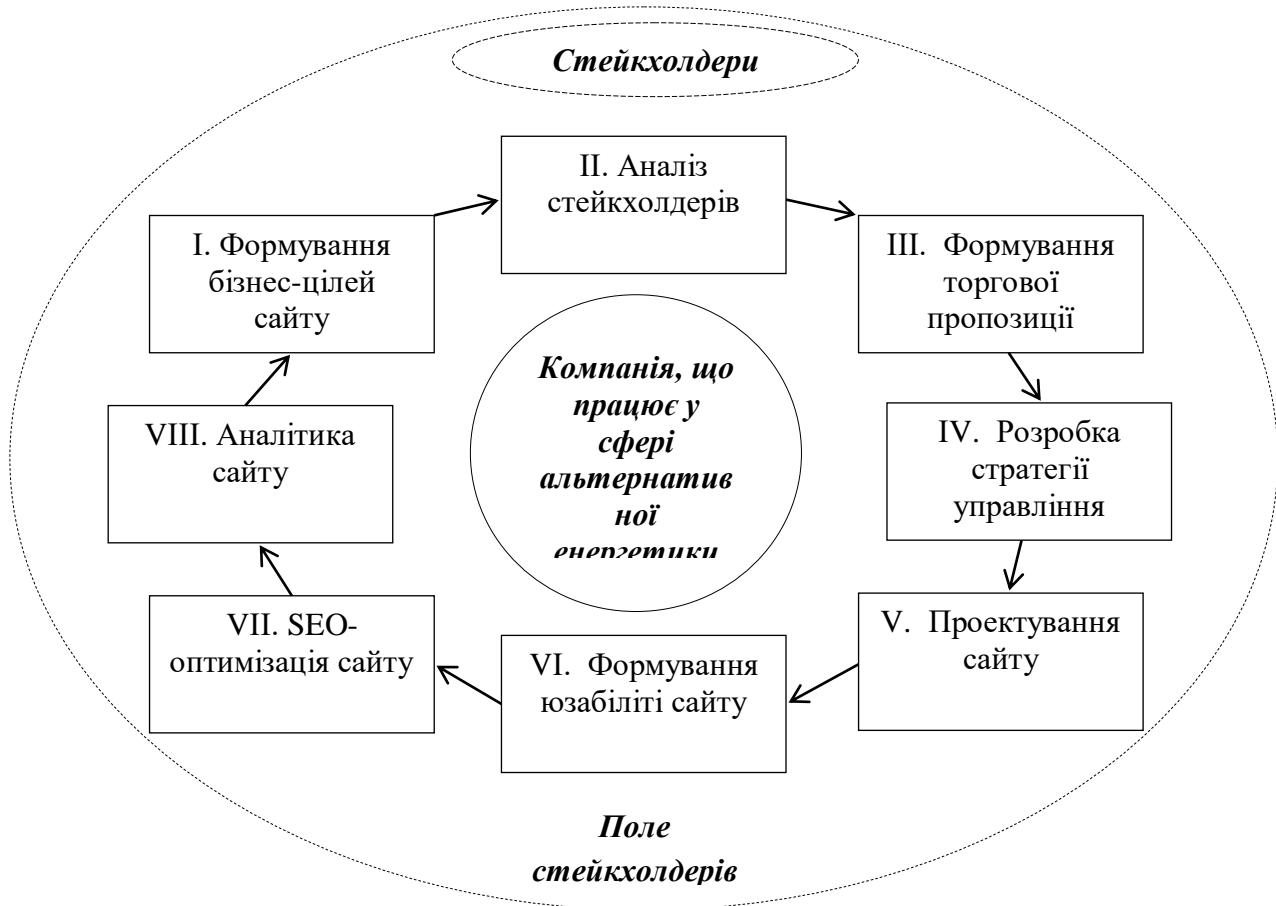 Стейкхолдери
II. Аналіз
стейкхолдерів
I. Формування
бізнес-цілей
сайту
III. Формування
торгової
пропозиції
Компанія, що
працює у
сфері
альтернатив
ної
енергетики
VIII. Аналітика
сайту
IV. Розробка
стратегії
управління
VII. SEO-
оптимізація сайту
VI. Формування
юзабіліті сайту
V. Проектування
сайту
Поле
стейкхолдерів